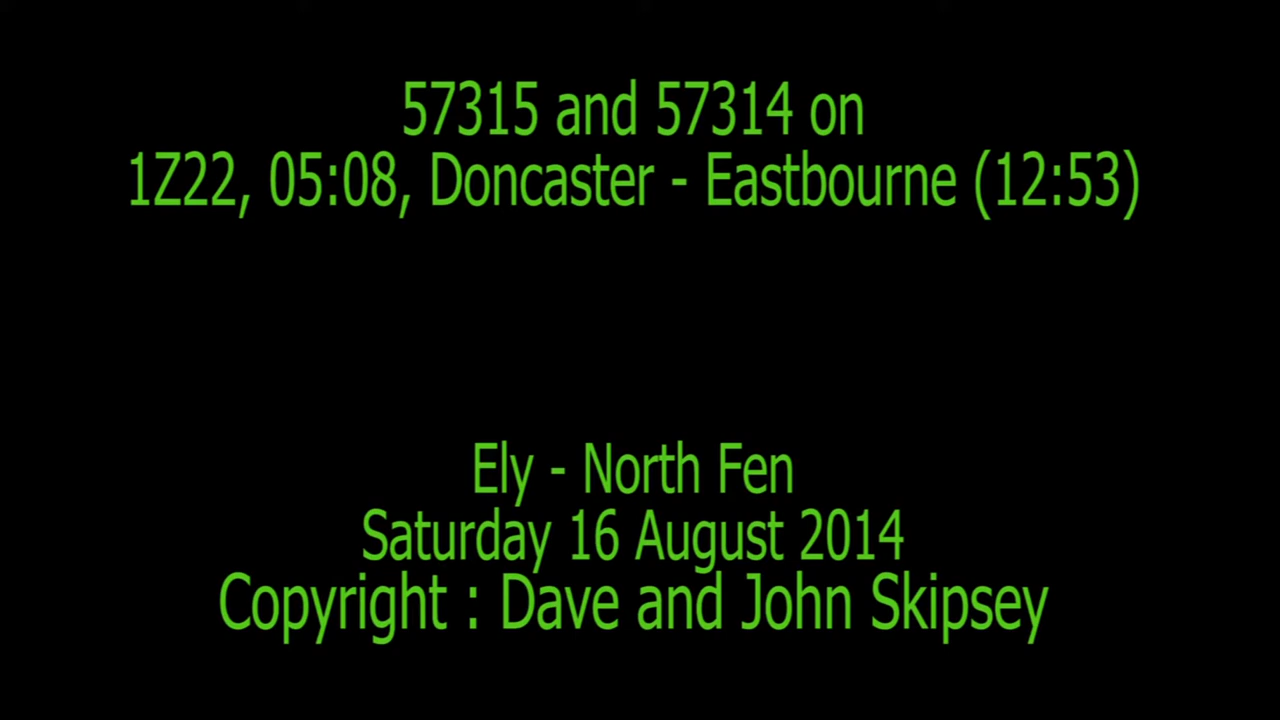 57315 and 57314 on
1Z22, 05:08, Doncaster - Eastbourne (12:53)
Ely - North Fen
Saturday 16 August 2014
Copyright : Dave and John Skipsey